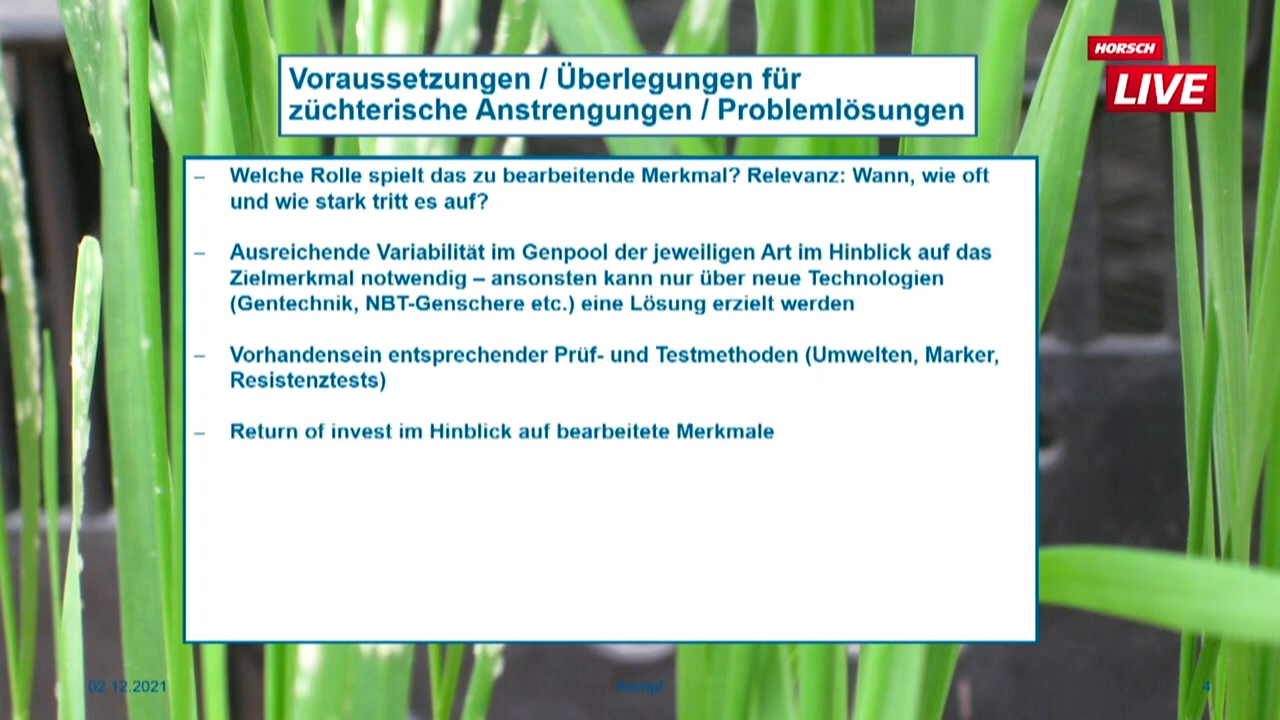 HORSCH
LIVE
Voraussetzungen / Überlegungen für
züchterische Anstrengungen / Problemlösungen
– Welche Rolle spielt das zu bearbeitende Merkmal? Relevanz: Wann, wie oft
und wie stark tritt es auf?
– Ausreichende Variabilität im Genpool der jeweiligen Art im Hinblick auf das
Zielmerkmal notwendig – ansonsten kann nur über neue Technologien
(Gentechnik, NBT-Genschere etc.) eine Lösung erzielt werden
– Vorhandensein entsprechender Prüf- und Testmethoden (Umwelten, Marker,
Resistenztests)
– Return of invest im Hinblick auf bearbeitete Merkmale
02.12.2021
4